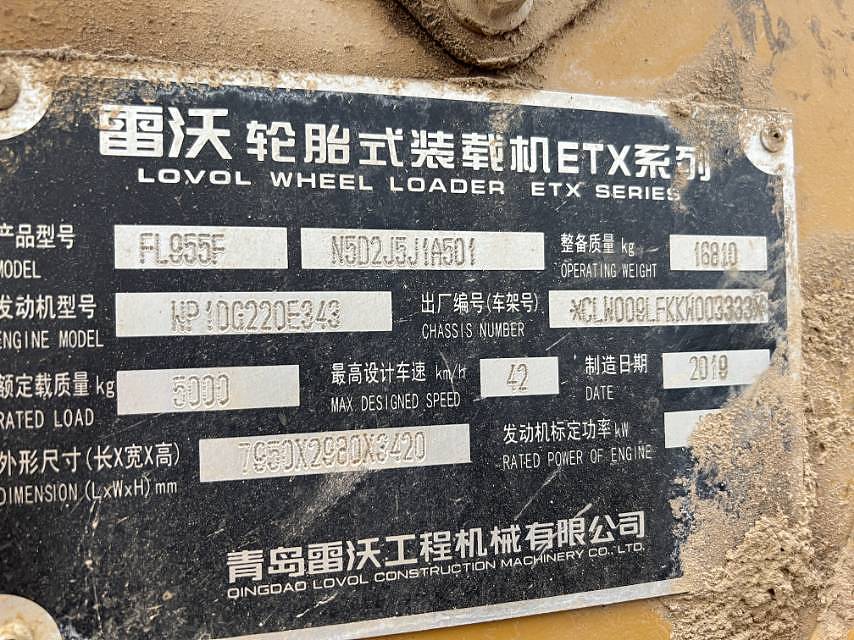 雷沃 轮胎式装载机ETX系列
LOVOL WHEEL LOADER ETX SERIES
产品型号 FL955F N5D2J5J1A501 整备质量 kg 16810
MODEL OPERATING WEIGHT
发动机型号 WP10G220E343 出厂编号(车架号) *CLW009LFKKW003333*
ENGINE MODEL CHASSIS NUMBER
额定载质量 kg 5000 最高设计车速 km/h 42 制造日期 2019
RATED LOAD MAX.DESIGNED SPEED DATE
外形尺寸(长X宽X高) 7950X2980X3420 发动机标定功率 kW
DIMENSION(LxWxH)mm RATED POWER OF ENGINE
青岛雷沃工程机械有限公司
QINGDAO LOVOL CONSTRUCTION MACHINERY CO.,LTD.